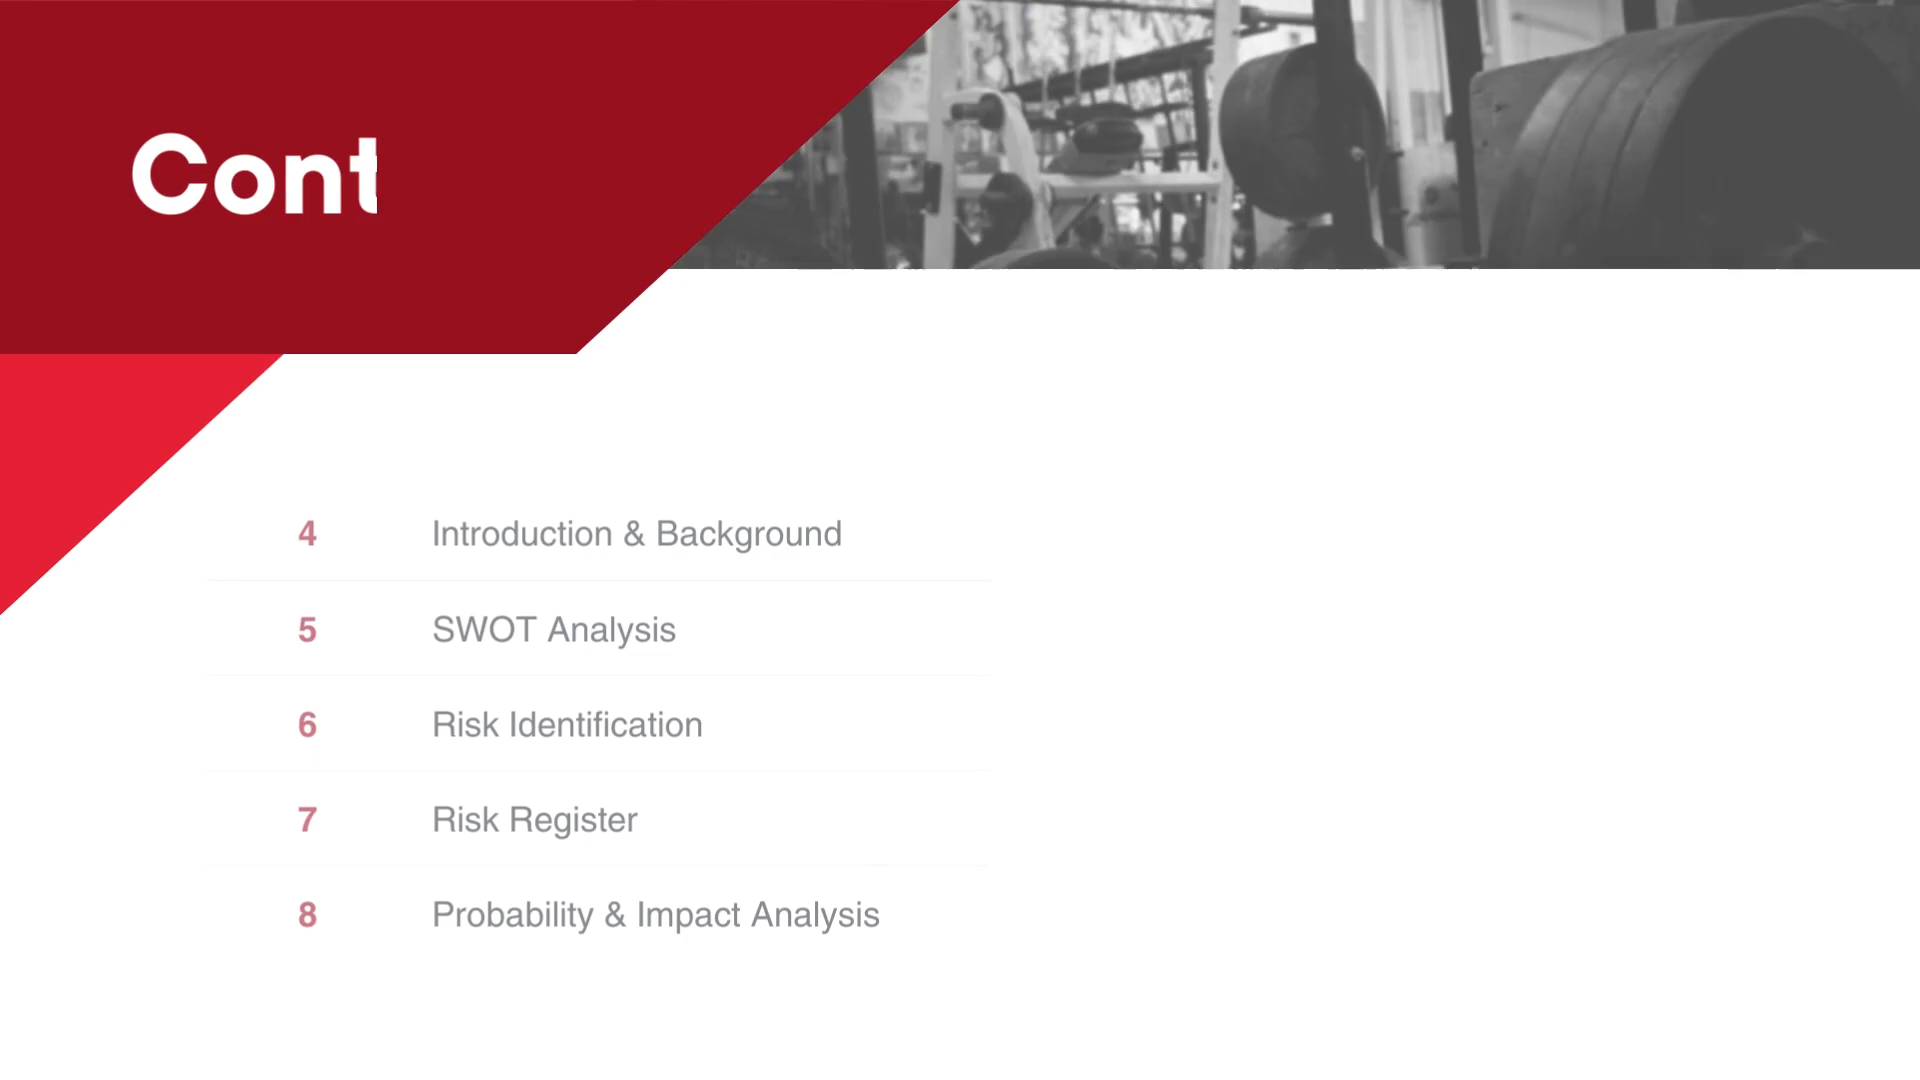 Cont
4 Introduction & Background
5 SWOT Analysis
6 Risk Identification
7 Risk Register
8 Probability & Impact Analysis